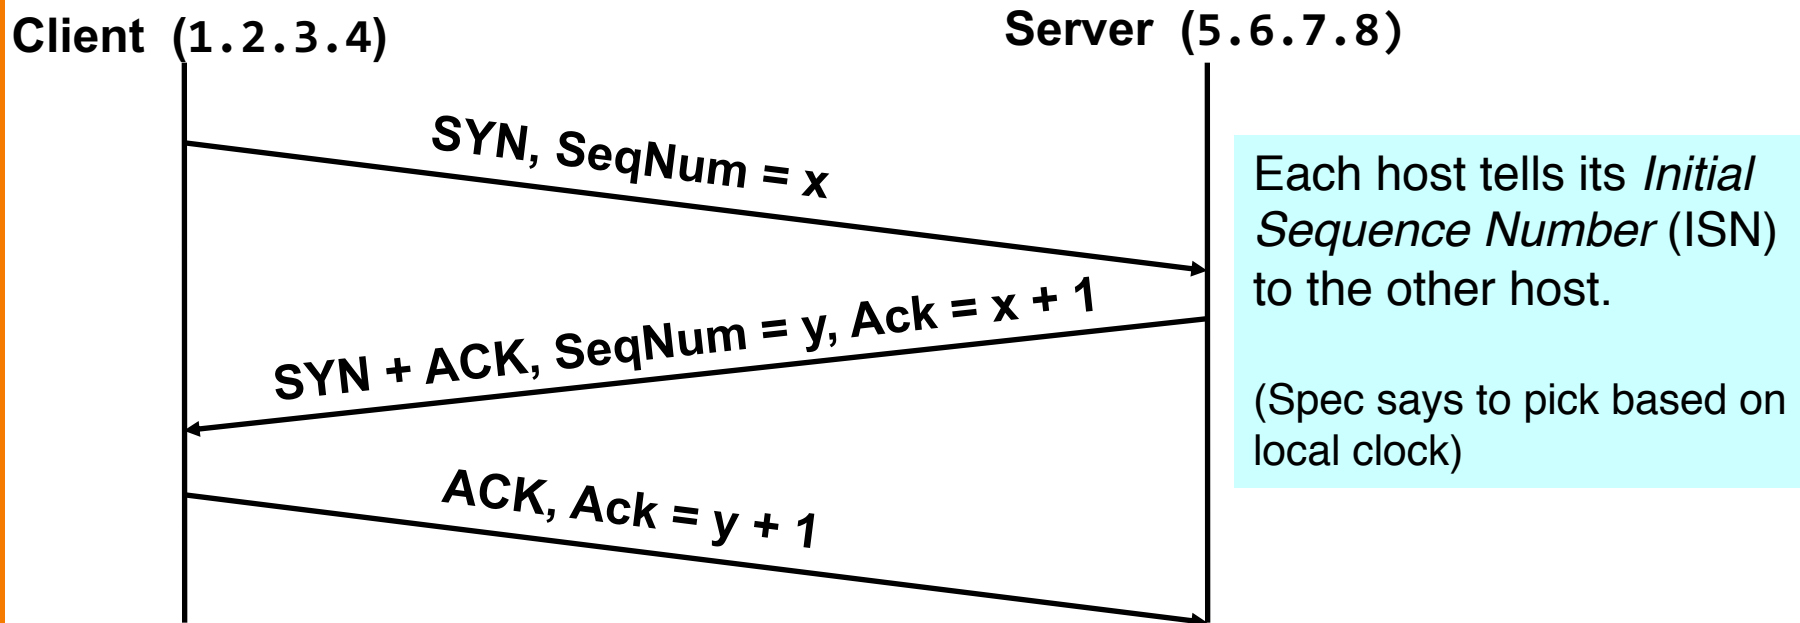 Client (1.2.3.4)
Server (5.6.7.8)
SYN, SeqNum = x
SYN + ACK, SeqNum = y, Ack = x + 1
ACK, Ack = y + 1
Each host tells its Initial
Sequence Number (ISN)
to the other host.
(Spec says to pick based on
local clock)